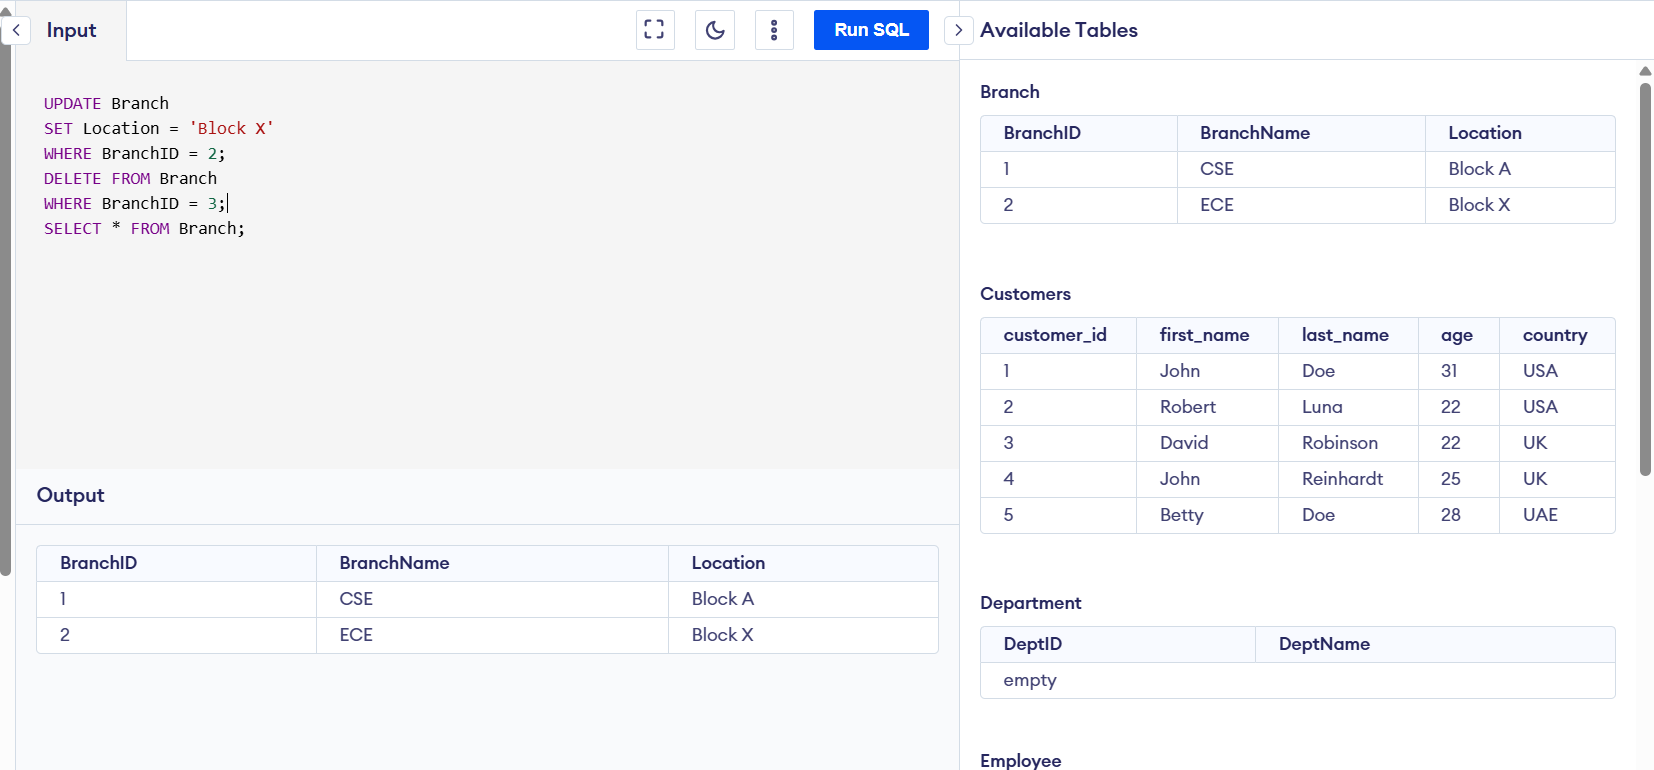 Input
Run SQL
UPDATE Branch
SET Location = 'Block X'
WHERE BranchID = 2;
DELETE FROM Branch
WHERE BranchID = 3;
SELECT * FROM Branch;
Output
BranchID BranchName Location
1 CSE Block A
2 ECE Block X
Available Tables
Branch
BranchID BranchName Location
1 CSE Block A
2 ECE Block X
Customers
customer_id first_name last_name age country
1 John Doe 31 USA
2 Robert Luna 22 USA
3 David Robinson 22 UK
4 John Reinhardt 25 UK
5 Betty Doe 28 UAE
Department
DeptID DeptName
empty
Employee